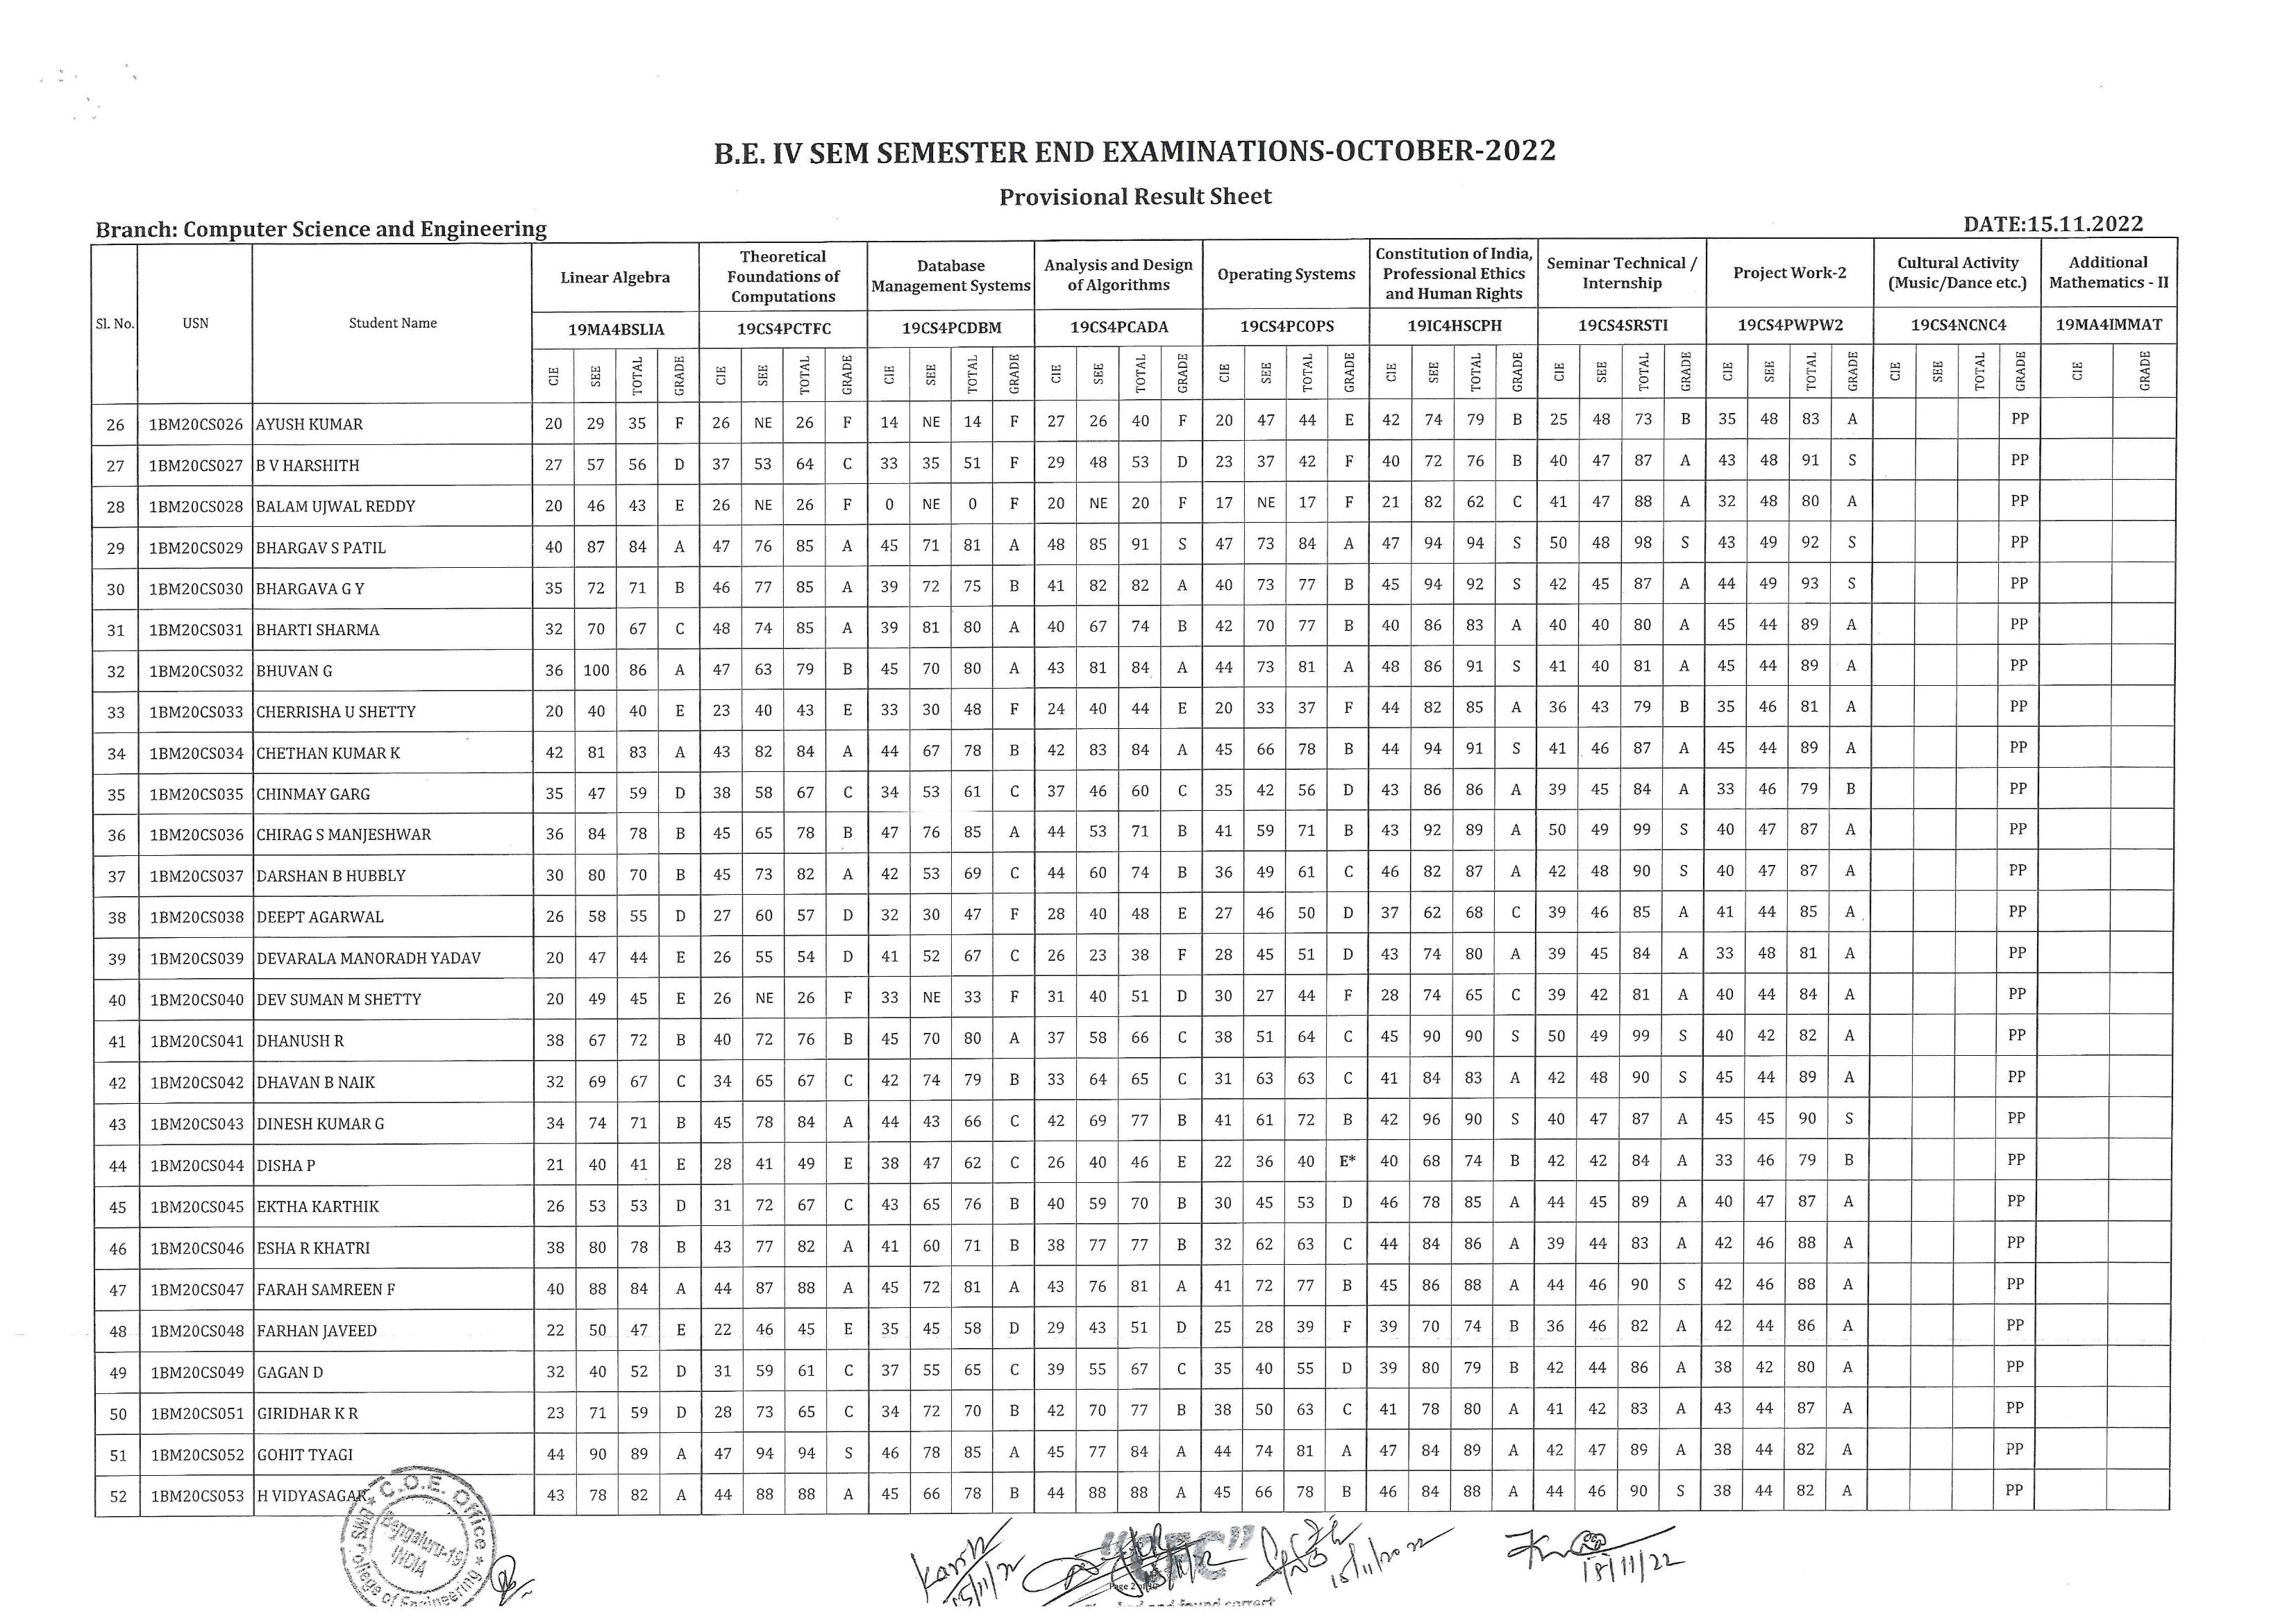 B.E. IV SEM SEMESTER END EXAMINATIONS-OCTOBER-2022
Provisional Result Sheet
Branch: Computer Science and Engineering DATE:15.11.2022
Sl. No. USN Student Name Linear Algebra Theoretical Foundations of Computations Database Management Systems Analysis and Design of Algorithms Operating Systems Constitution of India, Professional Ethics and Human Rights Seminar Technical / Internship Project Work-2 Cultural Activity (Music/Dance etc.) Additional Mathematics - II
19MA4BSLIA 19CS4PCTFC 19CS4PCDBM 19CS4PCADA 19CS4PCOPS 19IC4HSCPH 19CS4SRSTI 19CS4PWPW2 19CS4NCNC4 19MA4IMMAT
CIE SEE TOTAL GRADE CIE SEE TOTAL GRADE CIE SEE TOTAL GRADE CIE SEE TOTAL GRADE CIE SEE TOTAL GRADE CIE SEE TOTAL GRADE CIE SEE TOTAL GRADE CIE SEE TOTAL GRADE CIE SEE TOTAL GRADE CIE GRADE
26 1BM20CS026 AYUSH KUMAR 20 29 35 F 26 NE 26 F 14 NE 14 F 27 26 40 F 20 47 44 E 42 74 79 B 25 48 73 B 35 48 83 A PP
27 1BM20CS027 B V HARSHITH 27 57 56 D 37 53 64 C 33 35 51 F 29 48 53 D 23 37 42 F 40 72 76 B 40 47 87 A 43 48 91 S PP
28 1BM20CS028 BALAM UJWAL REDDY 20 46 43 E 26 NE 26 F 0 NE 0 F 20 NE 20 F 17 NE 17 F 21 82 62 C 41 47 88 A 32 48 80 A PP
29 1BM20CS029 BHARGAV S PATIL 40 87 84 A 47 76 85 A 45 71 81 A 48 85 91 S 47 73 84 A 47 94 94 S 50 48 98 S 43 49 92 S PP
30 1BM20CS030 BHARGAVA G Y 35 72 71 B 46 77 85 A 39 72 75 B 41 82 82 A 40 73 77 B 45 94 92 S 42 45 87 A 44 49 93 S PP
31 1BM20CS031 BHARTI SHARMA 32 70 67 C 48 74 85 A 39 81 80 A 40 67 74 B 42 70 77 B 40 86 83 A 40 40 80 A 45 44 89 A PP
32 1BM20CS032 BHUVAN G 36 100 86 A 47 63 79 B 45 70 80 A 43 81 84 A 44 73 81 A 48 86 91 S 41 40 81 A 45 44 89 A PP
33 1BM20CS033 CHERRISHA U SHETTY 20 40 40 E 23 40 43 E 33 30 48 F 24 40 44 E 20 33 37 F 44 82 85 A 36 43 79 B 35 46 81 A PP
34 1BM20CS034 CHETHAN KUMAR K 42 81 83 A 43 82 84 A 44 67 78 B 42 83 84 A 45 66 78 B 44 94 91 S 41 46 87 A 45 44 89 A PP
35 1BM20CS035 CHINMAY GARG 35 47 59 D 38 58 67 C 34 53 61 C 37 46 60 C 35 42 56 D 43 86 86 A 39 45 84 A 33 46 79 B PP
36 1BM20CS036 CHIRAG S MANJESHWAR 36 84 78 B 45 65 78 B 47 76 85 A 44 53 71 B 41 59 71 B 43 92 89 A 50 49 99 S 40 47 87 A PP
37 1BM20CS037 DARSHAN B HUBBLY 30 80 70 B 45 73 82 A 42 53 69 C 44 60 74 B 36 49 61 C 46 82 87 A 42 48 90 S 40 47 87 A PP
38 1BM20CS038 DEEPT AGARWAL 26 58 55 D 27 60 57 D 32 30 47 F 28 40 48 E 27 46 50 D 37 62 68 C 39 46 85 A 41 44 85 A PP
39 1BM20CS039 DEVARALA MANORADH YADAV 20 47 44 E 26 55 54 D 41 52 67 C 26 23 38 F 28 45 51 D 43 74 80 A 39 45 84 A 33 48 81 A PP
40 1BM20CS040 DEV SUMAN M SHETTY 20 49 45 E 26 NE 26 F 33 NE 33 F 31 40 51 D 30 27 44 F 28 74 65 C 39 42 81 A 40 44 84 A PP
41 1BM20CS041 DHANUSH R 38 67 72 B 40 72 76 B 45 70 80 A 37 58 66 C 38 51 64 C 45 90 90 S 50 49 99 S 40 42 82 A PP
42 1BM20CS042 DHAVAN B NAIK 32 69 67 C 34 65 67 C 42 74 79 B 33 64 65 C 31 63 63 C 41 84 83 A 42 48 90 S 45 44 89 A PP
43 1BM20CS043 DINESH KUMAR G 34 74 71 B 45 78 84 A 44 43 66 C 42 69 77 B 41 61 72 B 42 96 90 S 40 47 87 A 45 45 90 S PP
44 1BM20CS044 DISHA P 21 40 41 E 28 41 49 E 38 47 62 C 26 40 46 E 22 36 40 E* 40 68 74 B 42 42 84 A 33 46 79 B PP
45 1BM20CS045 EKTHA KARTHIK 26 53 53 D 31 72 67 C 43 65 76 B 40 59 70 B 30 45 53 D 46 78 85 A 44 45 89 A 40 47 87 A PP
46 1BM20CS046 ESHA R KHATRI 38 80 78 B 43 77 82 A 41 60 71 B 38 77 77 B 32 62 63 C 44 84 86 A 39 44 83 A 42 46 88 A PP
47 1BM20CS047 FARAH SAMREEN F 40 88 84 A 44 87 88 A 45 72 81 A 43 76 81 A 41 72 77 B 45 86 88 A 44 46 90 S 42 46 88 A PP
48 1BM20CS048 FARHAN JAVEED 22 50 47 E 22 46 45 E 35 45 58 D 29 43 51 D 25 28 39 F 39 70 74 B 36 46 82 A 42 44 86 A PP
49 1BM20CS049 GAGAN D 32 40 52 D 31 59 61 C 37 55 65 C 39 55 67 C 35 40 55 D 39 80 79 B 42 44 86 A 38 42 80 A PP
50 1BM20CS051 GIRIDHAR K R 23 71 59 D 28 73 65 C 34 72 70 B 42 70 77 B 38 50 63 C 41 78 80 A 41 42 83 A 43 44 87 A PP
51 1BM20CS052 GOHIT TYAGI 44 90 89 A 47 94 94 S 46 78 85 A 45 77 84 A 44 74 81 A 47 84 89 A 42 47 89 A 38 44 82 A PP
52 1BM20CS053 H VIDYASAGAR 43 78 82 A 44 88 88 A 45 66 78 B 44 88 88 A 45 66 78 B 46 84 88 A 44 46 90 S 38 44 82 A PP
C.O.E. Office
BMS College of Engineering
Bengaluru-19
INDIA
15/11/22 15/11/2022 15/11/22
Page 2 of
and found correct